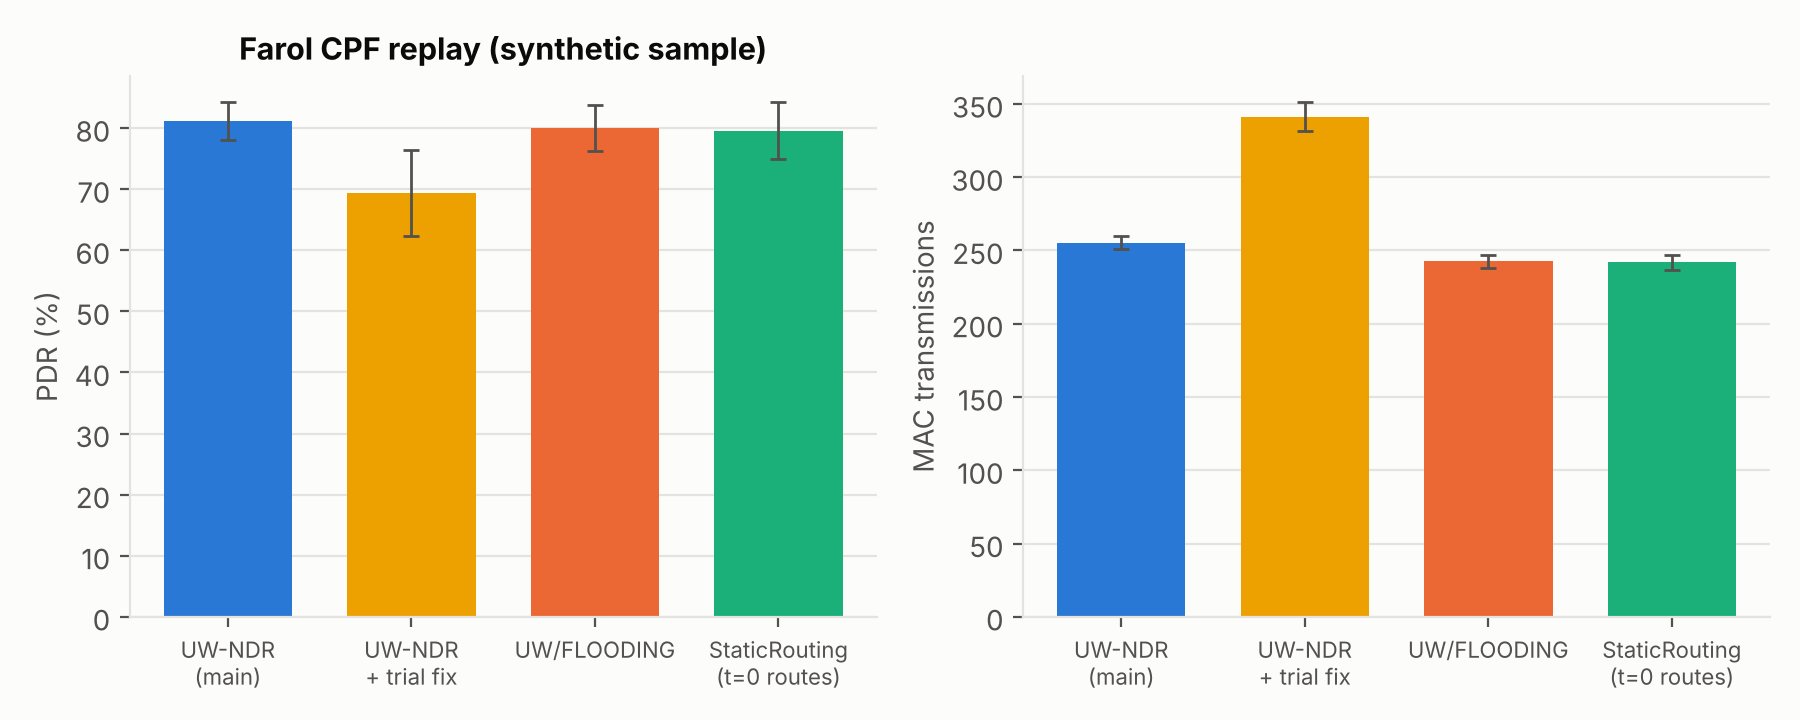 Farol CPF replay (synthetic sample)
PDR (%)
80
70
60
50
40
30
20
10
0
UW-NDR
(main)
UW-NDR
+ trial fix
UW/FLOODING
StaticRouting
(t=0 routes)
MAC transmissions
350
300
250
200
150
100
50
0
UW-NDR
(main)
UW-NDR
+ trial fix
UW/FLOODING
StaticRouting
(t=0 routes)